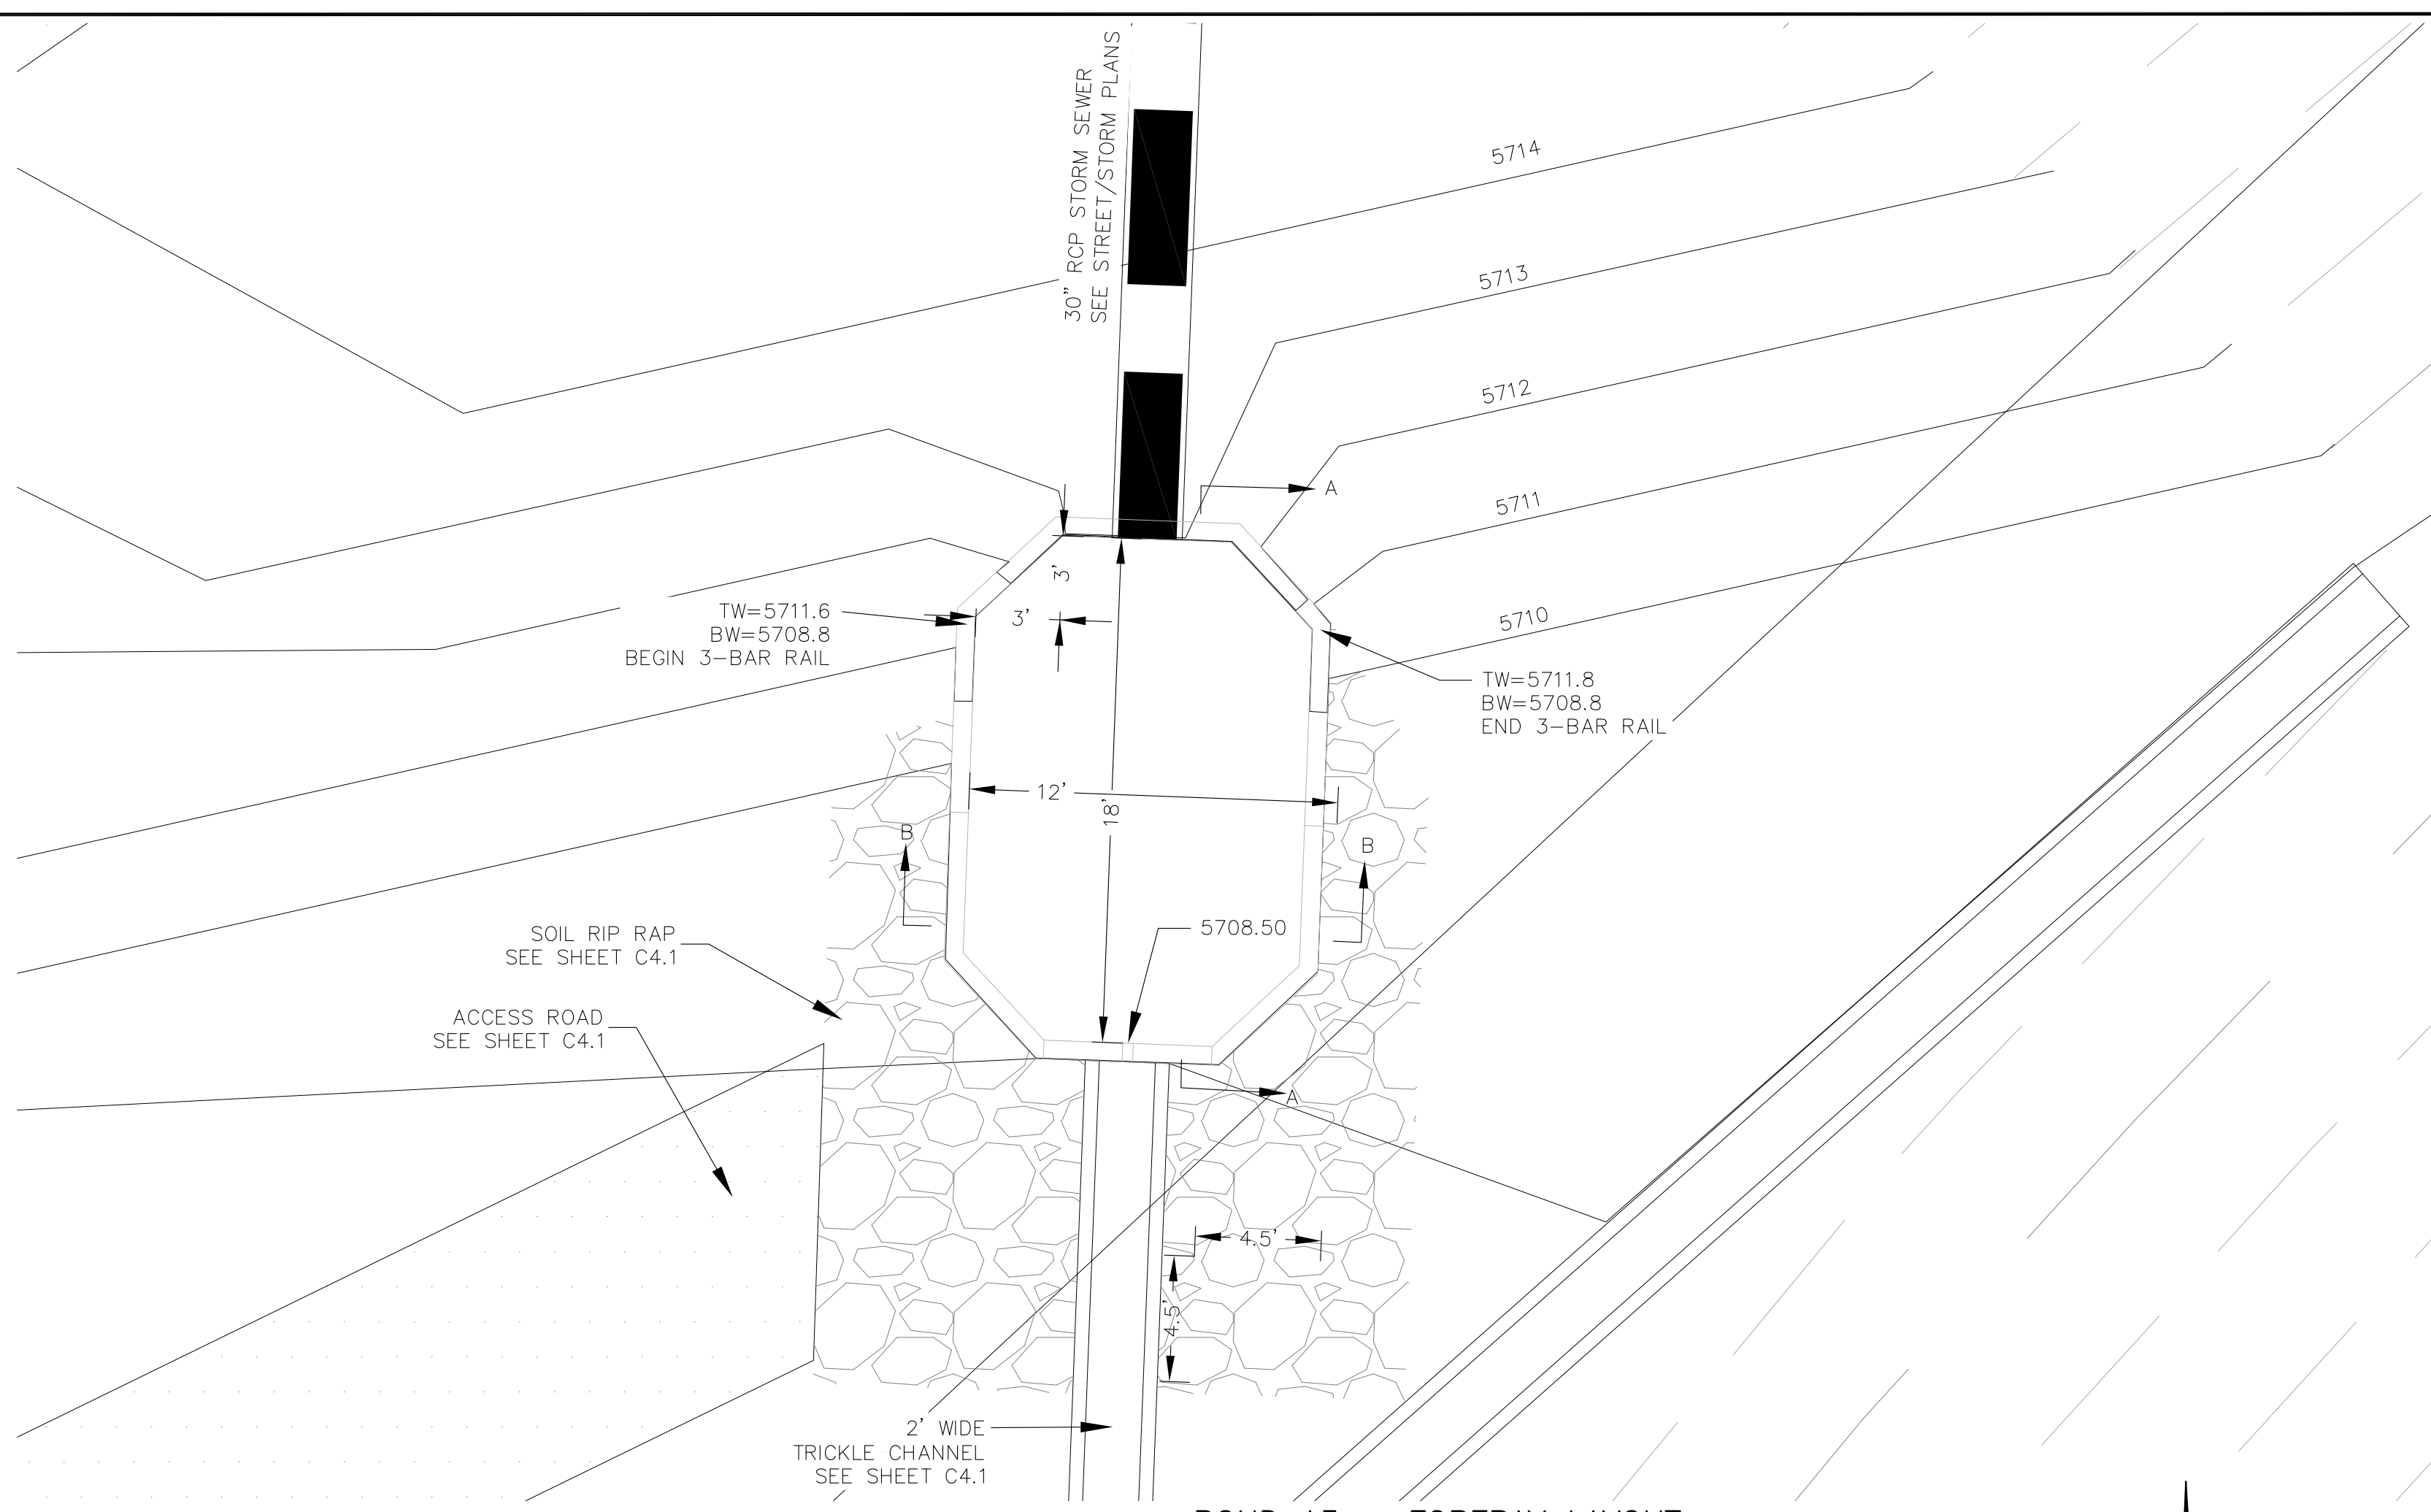 30" RCP STORM SEWER
SEE STREET/STORM PLANS
5714
5713
5712
5711
5710
A
3'
3'
TW=5711.6
BW=5708.8
BEGIN 3-BAR RAIL
TW=5711.8
BW=5708.8
END 3-BAR RAIL
12'
18'
B
B
5708.50
SOIL RIP RAP
SEE SHEET C4.1
ACCESS ROAD
SEE SHEET C4.1
A
4.5'
4.5'
2' WIDE
TRICKLE CHANNEL
SEE SHEET C4.1